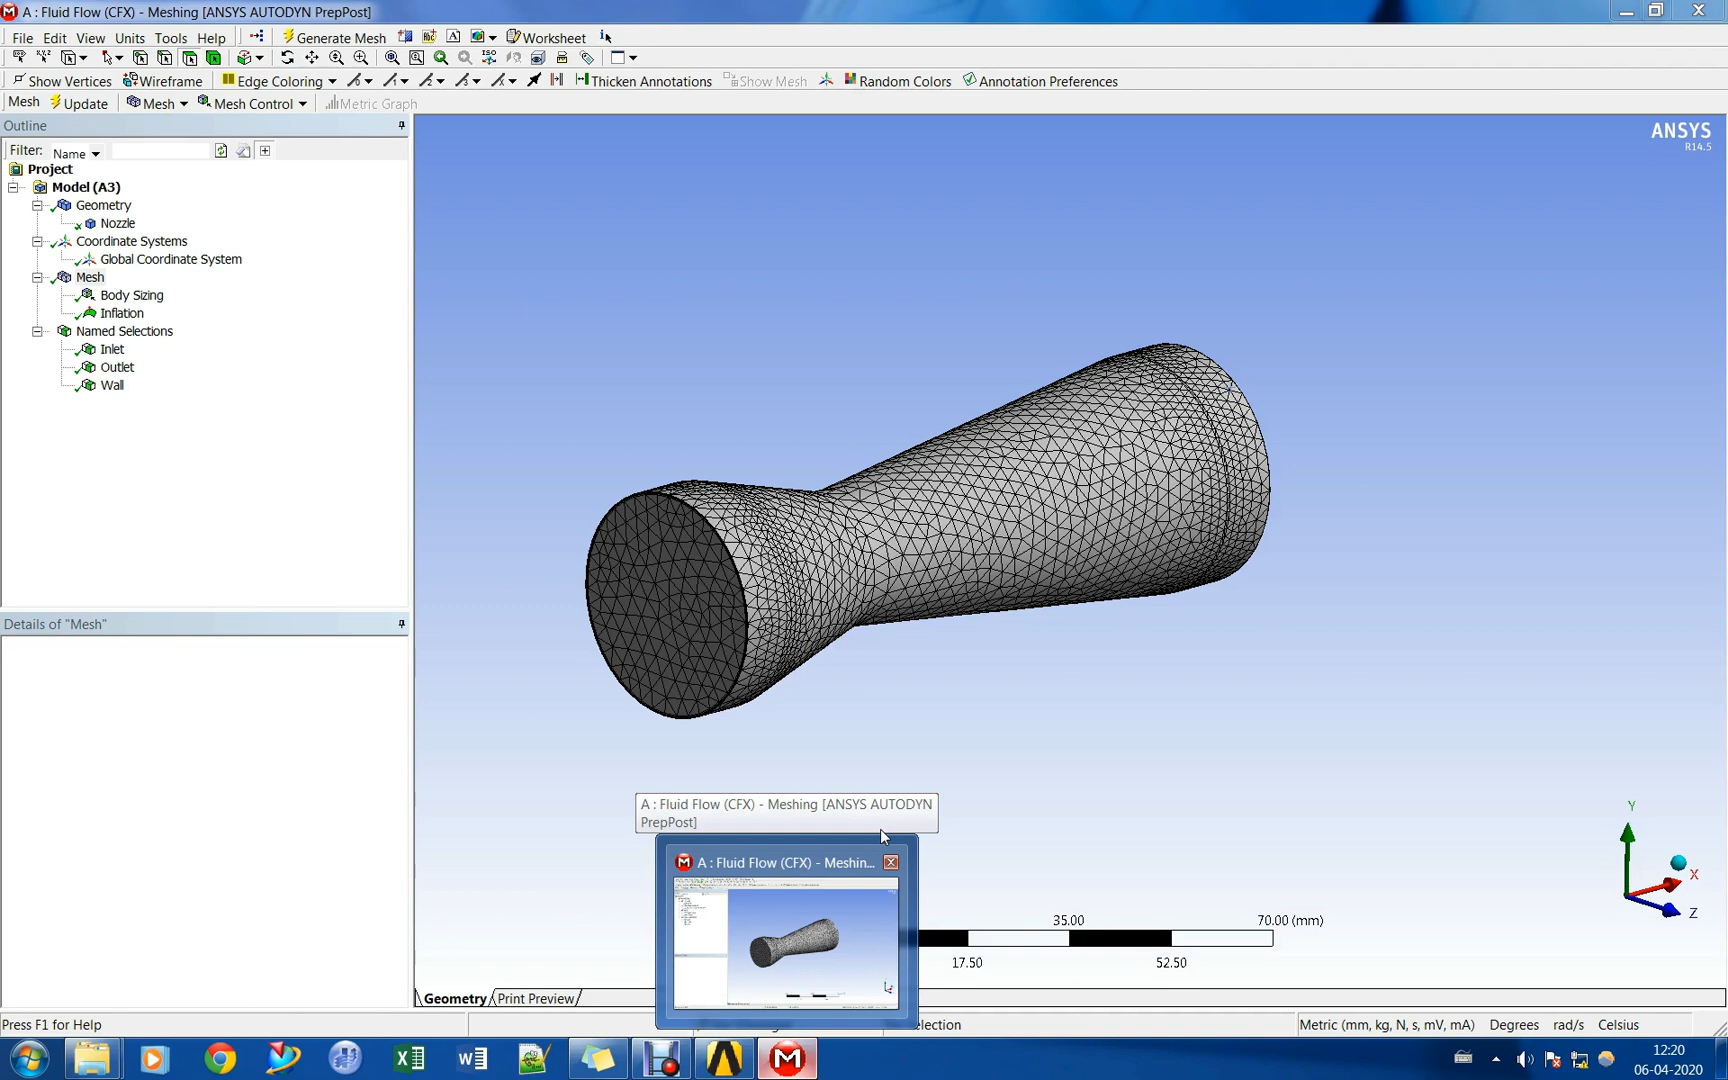 A : Fluid Flow (CFX) - Meshing [ANSYS AUTODYN PrepPost]
File Edit View Units Tools Help Generate Mesh Worksheet
Show Vertices Wireframe Edge Coloring Thicken Annotations Show Mesh Random Colors Annotation Preferences
Mesh Update Mesh Mesh Control Metric Graph
Outline
Filter: Name
Project
Model (A3)
Geometry
Nozzle
Coordinate Systems
Global Coordinate System
Mesh
Body Sizing
Inflation
Named Selections
Inlet
Outlet
Wall
Details of "Mesh"
ANSYS
R14.5
A : Fluid Flow (CFX) - Meshing [ANSYS AUTODYN
PrepPost]
A : Fluid Flow (CFX) - Meshin...
35.00 70.00 (mm)
17.50 52.50
Y
X
Z
Geometry Print Preview
Press F1 for Help election Metric (mm, kg, N, s, mV, mA) Degrees rad/s Celsius
12:20
06-04-2020